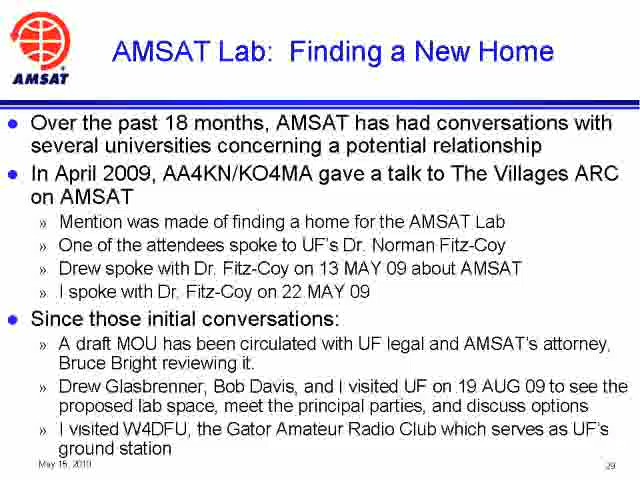 AMSAT
AMSAT Lab: Finding a New Home
● Over the past 18 months, AMSAT has had conversations with
several universities concerning a potential relationship
● In April 2009, AA4KN/KO4MA gave a talk to The Villages ARC
on AMSAT
» Mention was made of finding a home for the AMSAT Lab
» One of the attendees spoke to UF's Dr. Norman Fitz-Coy
» Drew spoke with Dr. Fitz-Coy on 13 MAY 09 about AMSAT
» I spoke with Dr. Fitz-Coy on 22 MAY 09
● Since those initial conversations:
» A draft MOU has been circulated with UF legal and AMSAT's attorney,
Bruce Bright reviewing it.
» Drew Glasbrenner, Bob Davis, and I visited UF on 19 AUG 09 to see the
proposed lab space, meet the principal parties, and discuss options
» I visited W4DFU, the Gator Amateur Radio Club which serves as UF's
ground station
May 15, 2010
29